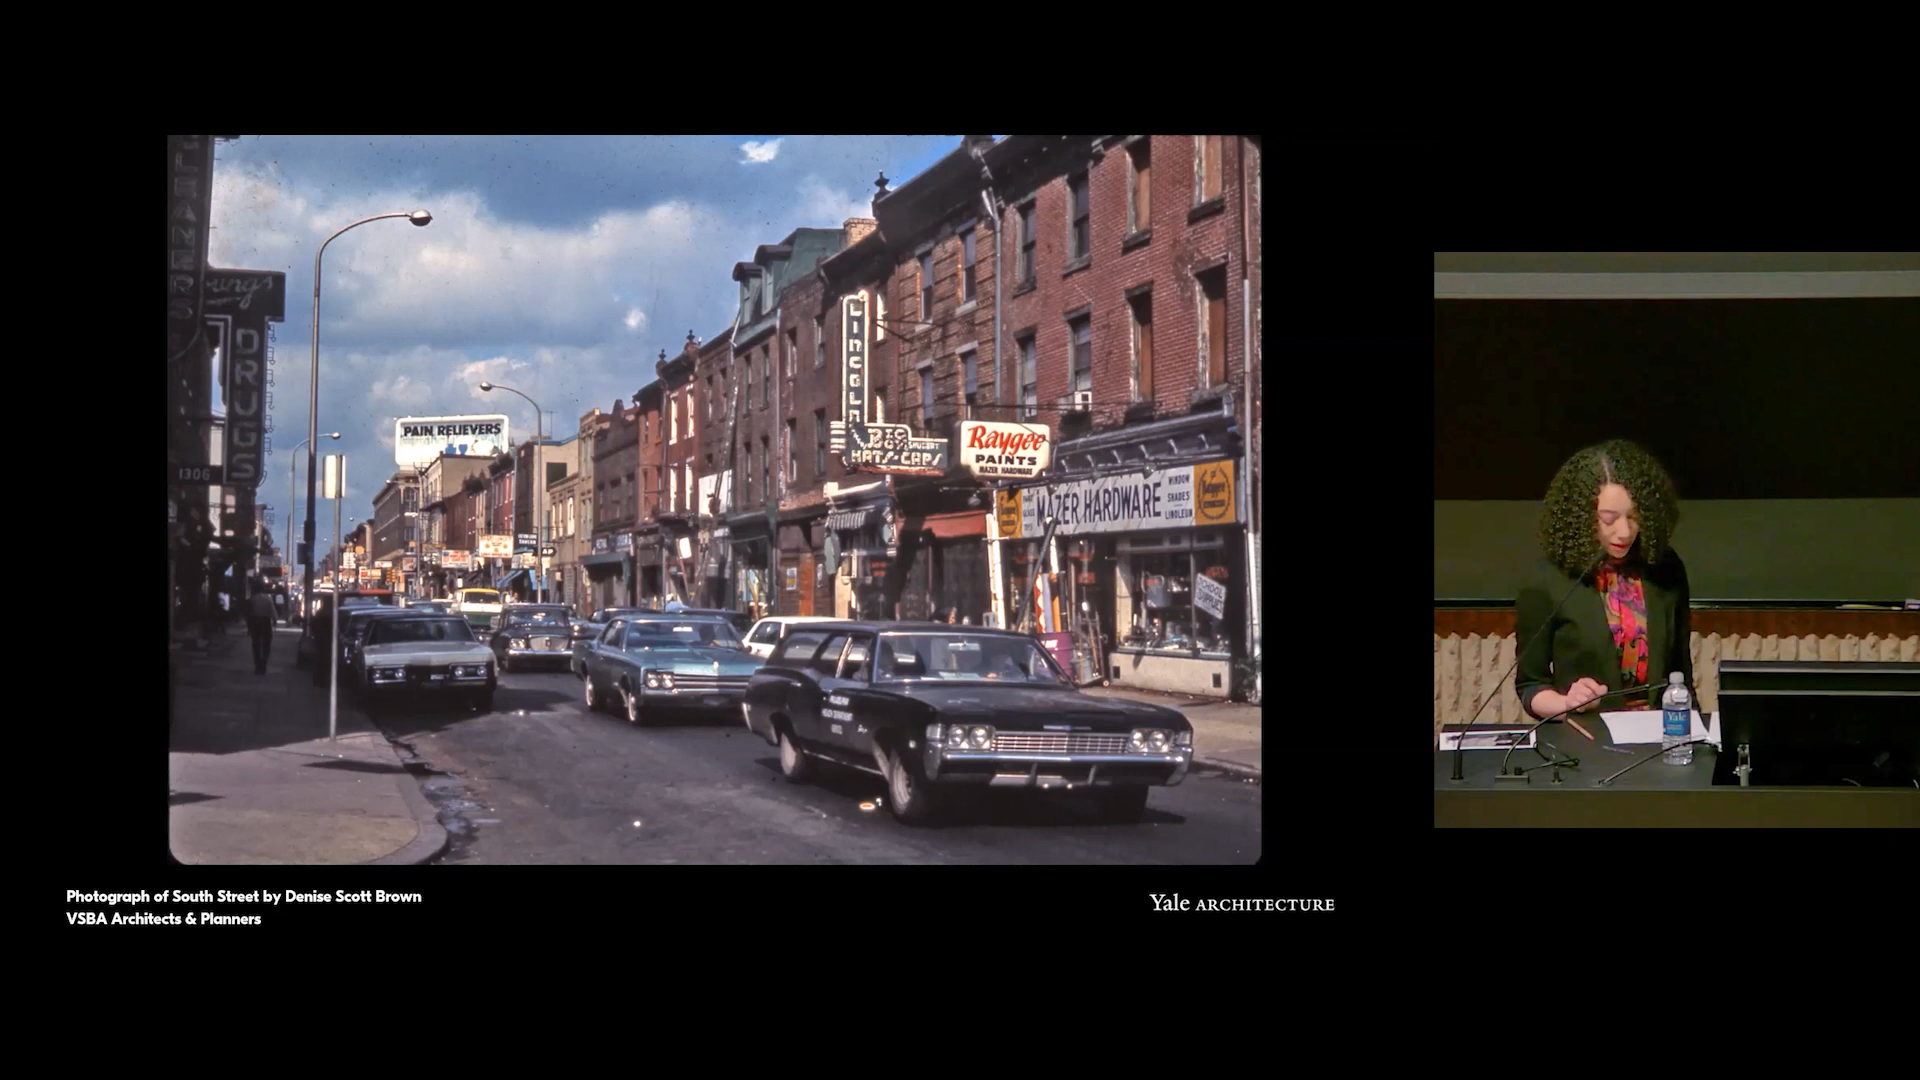 CLEANERS
DRUGS
1306
PAIN RELIEVERS
LINCOLN
BIG
HATS-CAPS
Raygee
PAINTS
MAZER HARDWARE
MAZER HARDWARE
WINDOW
SHADES
LINOLEUM
SCHOOL
SUPPLIES
Yale
Photograph of South Street by Denise Scott Brown
VSBA Architects & Planners
Yale ARCHITECTURE